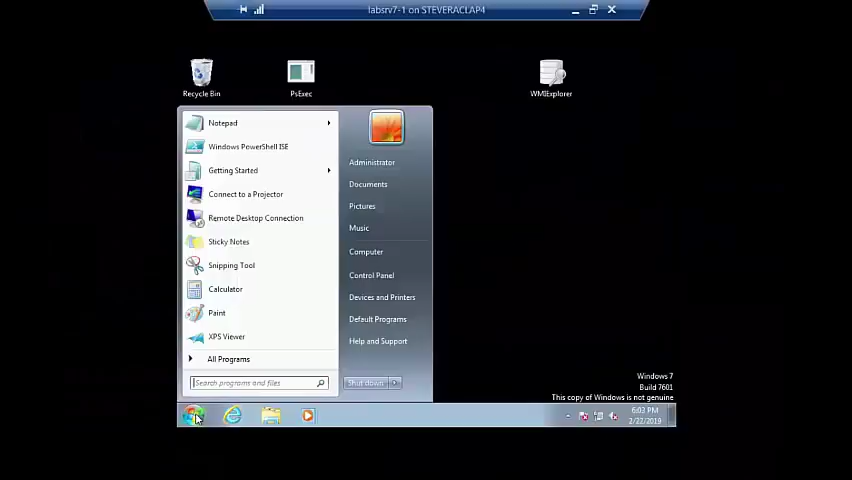 labsrv7-1 on STEVERACLAP4
Recycle Bin
PsExec
WMIExplorer
Notepad
Windows PowerShell ISE
Getting Started
Connect to a Projector
Remote Desktop Connection
Sticky Notes
Snipping Tool
Calculator
Paint
XPS Viewer
All Programs
Search programs and files
Administrator
Documents
Pictures
Music
Computer
Control Panel
Devices and Printers
Default Programs
Help and Support
Shut down
Windows 7
Build 7601
This copy of Windows is not genuine
6:03 PM
2/22/2019